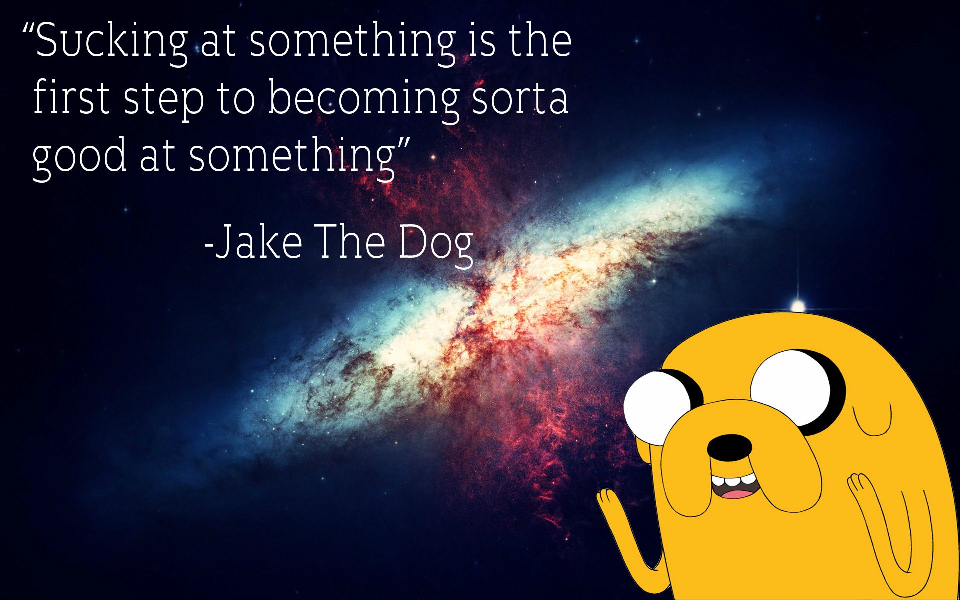 “Sucking at something is the
first step to becoming sorta
good at something”
-Jake The Dog